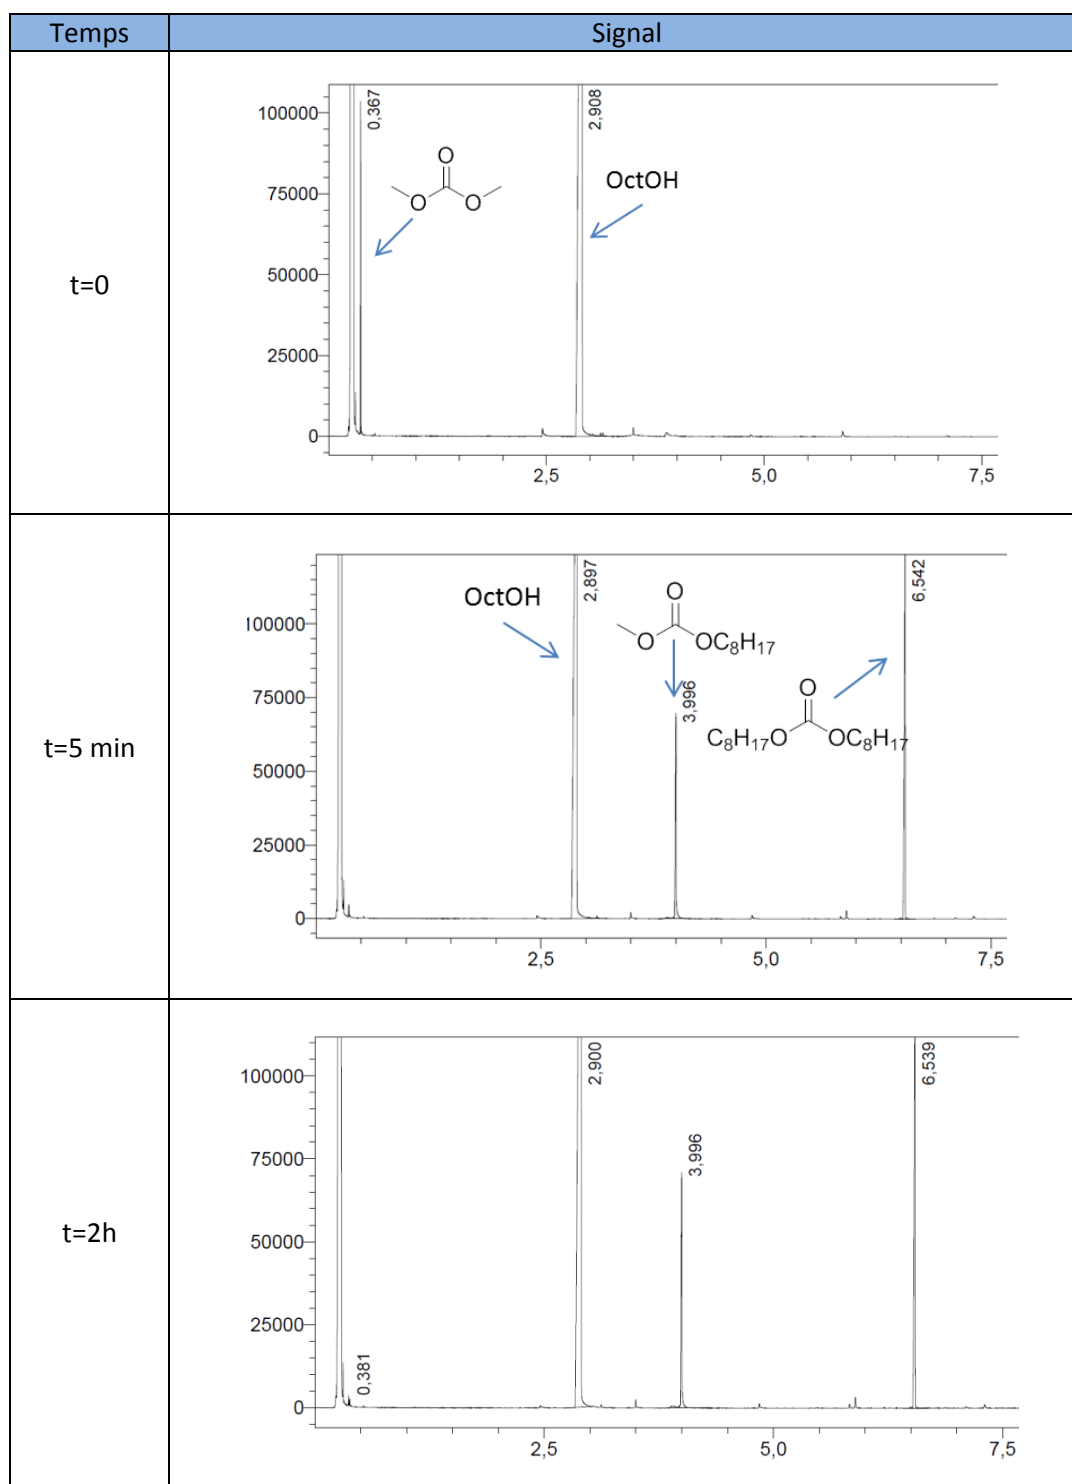 Temps Signal
t=0
100000
75000
50000
25000
0
0,367
2,908
O
O O
OctOH
2,5 5,0 7,5
t=5 min
100000
75000
50000
25000
0
OctOH
2,897
O
O OC8H17
3,996
6,542
O
C8H17O OC8H17
2,5 5,0 7,5
t=2h
100000
75000
50000
25000
0
0,381
2,900
3,996
6,539
2,5 5,0 7,5